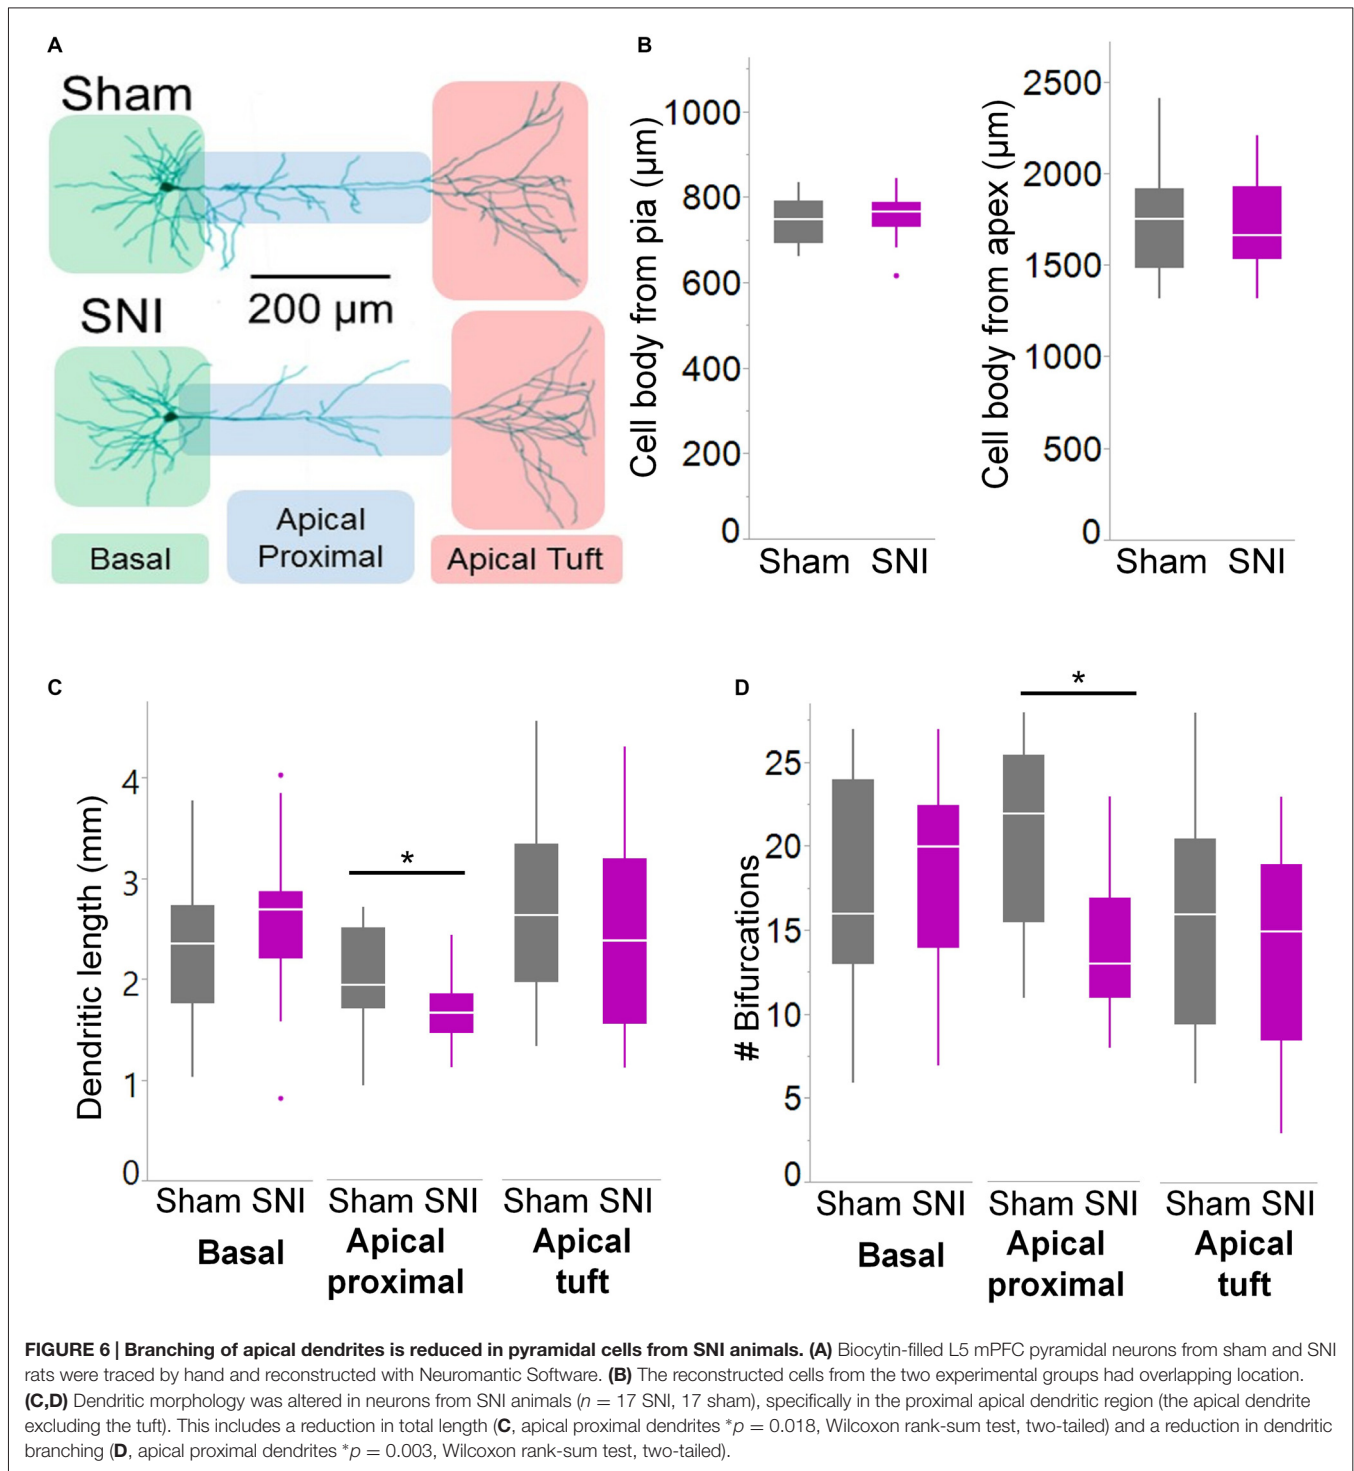 A
Sham
200 μm
SNI
Basal
Apical
Proximal
Apical Tuft
B
Cell body from pia (μm)
1000
800
600
400
200
0
Sham SNI
Cell body from apex (μm)
2500
2000
1500
1000
500
0
Sham SNI
C
Dendritic length (mm)
4
3
2
1
0
*
Sham SNI Sham SNI Sham SNI
Basal
Apical
proximal
Apical
tuft
D
# Bifurcations
25
20
15
10
5
0
*
Sham SNI Sham SNI Sham SNI
Basal
Apical
proximal
Apical
tuft
FIGURE 6 | Branching of apical dendrites is reduced in pyramidal cells from SNI animals. (A) Biocytin-filled L5 mPFC pyramidal neurons from sham and SNI
rats were traced by hand and reconstructed with Neuromantic Software. (B) The reconstructed cells from the two experimental groups had overlapping location.
(C,D) Dendritic morphology was altered in neurons from SNI animals (n = 17 SNI, 17 sham), specifically in the proximal apical dendritic region (the apical dendrite
excluding the tuft). This includes a reduction in total length (C, apical proximal dendrites *p = 0.018, Wilcoxon rank-sum test, two-tailed) and a reduction in dendritic
branching (D, apical proximal dendrites *p = 0.003, Wilcoxon rank-sum test, two-tailed).